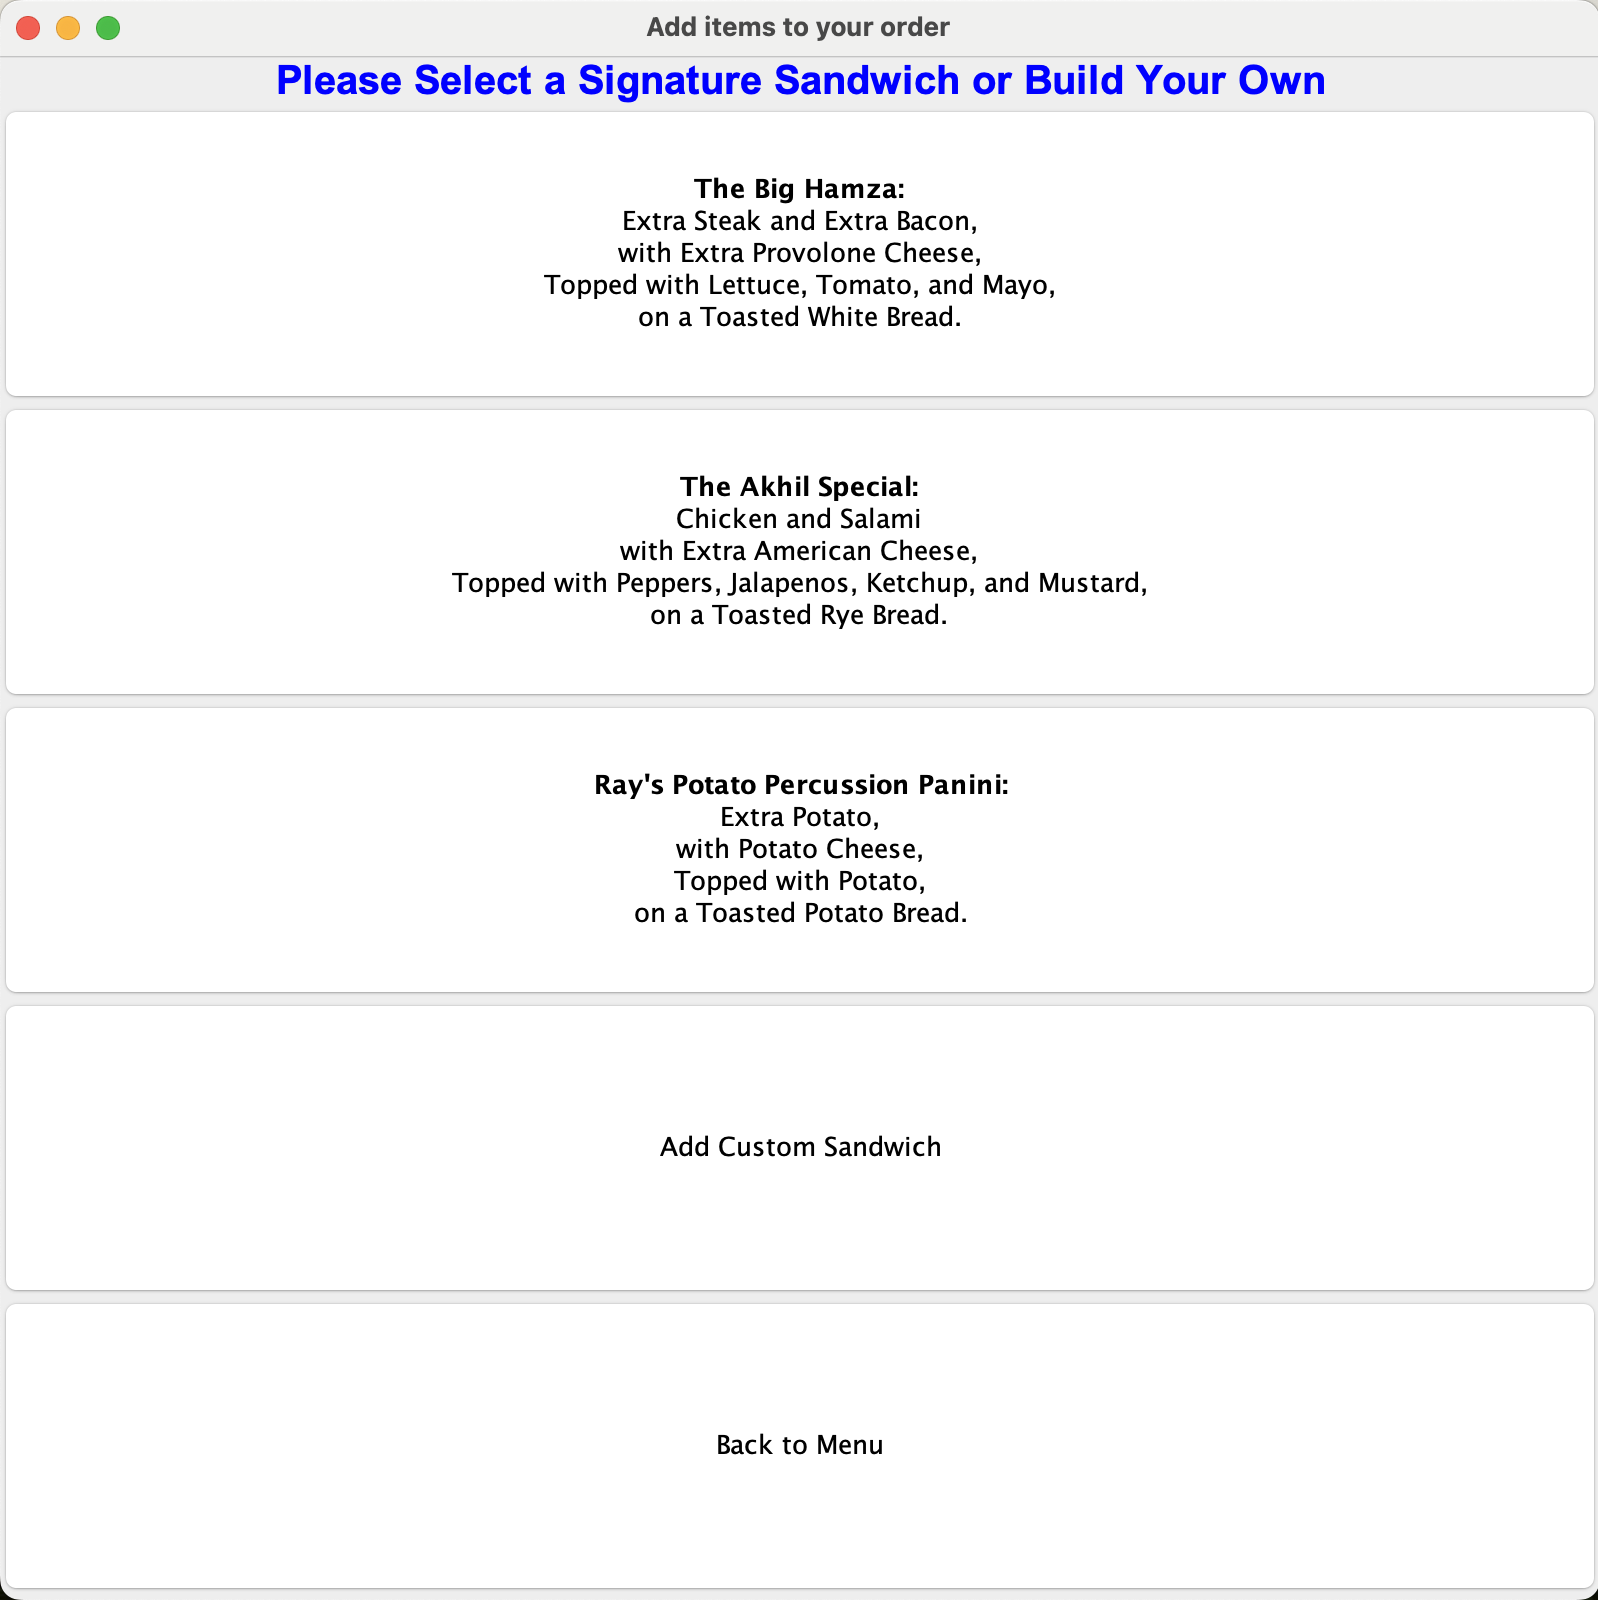 Add items to your order
Please Select a Signature Sandwich or Build Your Own
The Big Hamza:
Extra Steak and Extra Bacon,
with Extra Provolone Cheese,
Topped with Lettuce, Tomato, and Mayo,
on a Toasted White Bread.
The Akhil Special:
Chicken and Salami
with Extra American Cheese,
Topped with Peppers, Jalapenos, Ketchup, and Mustard,
on a Toasted Rye Bread.
Ray's Potato Percussion Panini:
Extra Potato,
with Potato Cheese,
Topped with Potato,
on a Toasted Potato Bread.
Add Custom Sandwich
Back to Menu